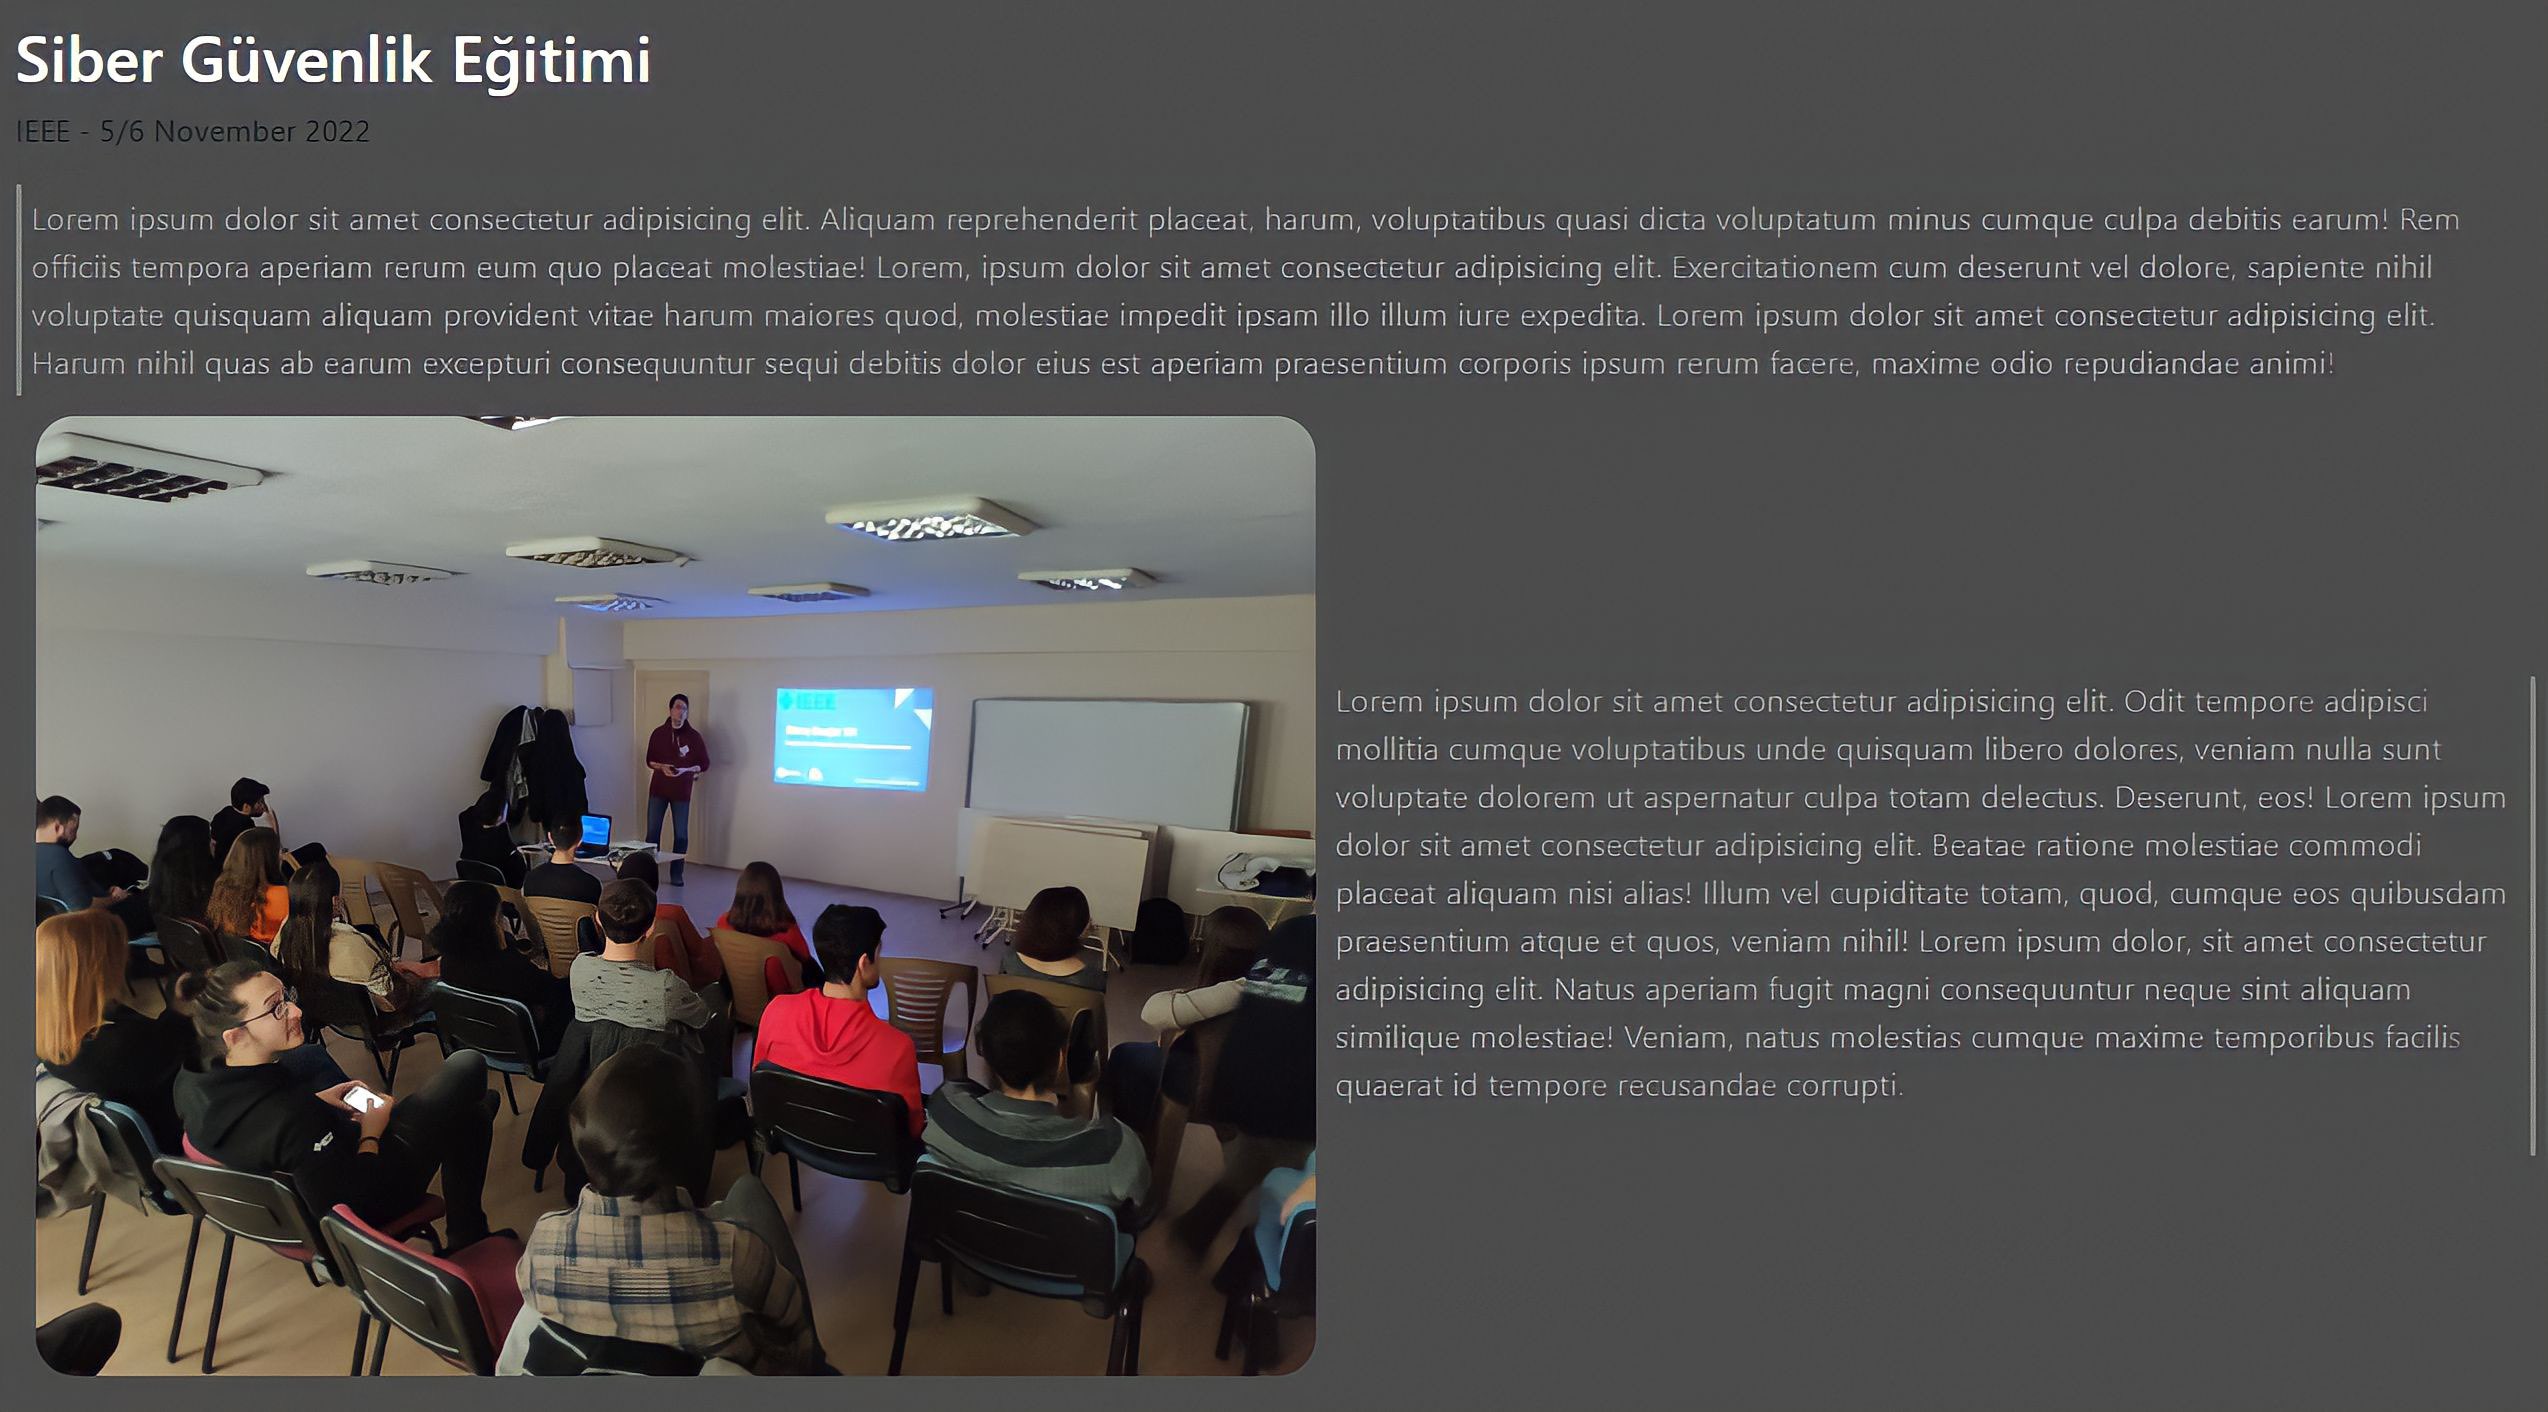 Siber Güvenlik Eğitimi
IEEE - 5/6 November 2022
Lorem ipsum dolor sit amet consectetur adipisicing elit. Aliquam reprehenderit placeat, harum, voluptatibus quasi dicta voluptatum minus cumque culpa debitis earum! Rem
officiis tempora aperiam rerum eum quo placeat molestiae! Lorem, ipsum dolor sit amet consectetur adipisicing elit. Exercitationem cum deserunt vel dolore, sapiente nihil
voluptate quisquam aliquam provident vitae harum maiores quod, molestiae impedit ipsam illo illum iure expedita. Lorem ipsum dolor sit amet consectetur adipisicing elit.
Harum nihil quas ab earum excepturi consequuntur sequi debitis dolor eius est aperiam praesentium corporis ipsum rerum facere, maxime odio repudiandae animi!
IEEE
Lorem ipsum dolor sit amet consectetur adipisicing elit. Odit tempore adipisci
mollitia cumque voluptatibus unde quisquam libero dolores, veniam nulla sunt
voluptate dolorem ut aspernatur culpa totam delectus. Deserunt, eos! Lorem ipsum
dolor sit amet consectetur adipisicing elit. Beatae ratione molestiae commodi
placeat aliquam nisi alias! Illum vel cupiditate totam, quod, cumque eos quibusdam
praesentium atque et quos, veniam nihil! Lorem ipsum dolor, sit amet consectetur
adipisicing elit. Natus aperiam fugit magni consequuntur neque sint aliquam
similique molestiae! Veniam, natus molestias cumque maxime temporibus facilis
quaerat id tempore recusandae corrupti.